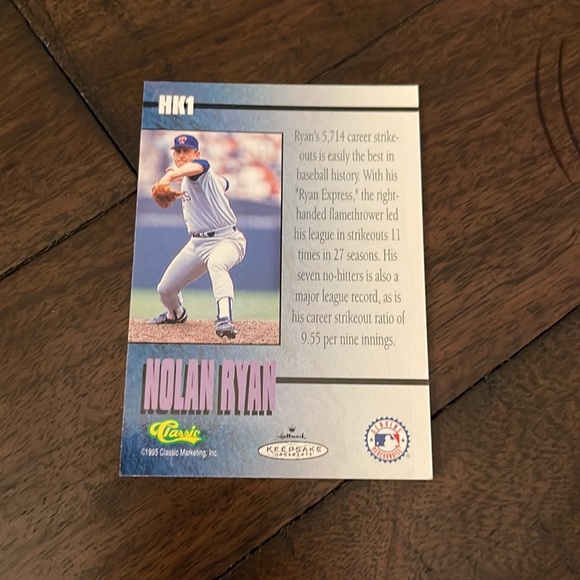 HK1
Ryan's 5,714 career strike-
outs is easily the best in
baseball history. With his
"Ryan Express," the right-
handed flamethrower led
his league in strikeouts 11
times in 27 seasons. His
seven no-hitters is also a
major league record, as is
his career strikeout ratio of
9.55 per nine innings.
NOLAN RYAN
Classic
©1995 Classic Marketing, Inc.
Hallmark
KEEPSAKE
ORNAMENTS
GENUINE
MERCHANDISE